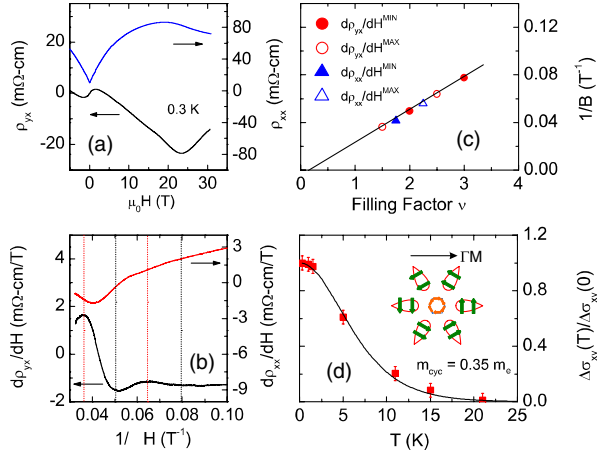 20
0
-20
ρyx (mΩ-cm)
80
40
0
-40
-80
ρxx (mΩ-cm)
0.3 K
(a)
0 10 20 30
μ0H (T)
dρyx/dH^MIN
dρyx/dH^MAX
dρxx/dH^MIN
dρxx/dH^MAX
0.12
0.08
0.04
0.00
1/B (T^-1)
(c)
0 1 2 3 4
Filling Factor ν
4
2
0
-2
dρyx/dH (mΩ-cm/T)
3
0
-3
-6
-9
dρxx/dH (mΩ-cm/T)
(b)
0.04 0.06 0.08 0.10
1/ H (T^-1)
ΓM
1.2
0.8
0.4
0.0
Δσxy(T)/Δσxy(0)
(d)
mcyc = 0.35 me
0 5 10 15 20 25
T (K)